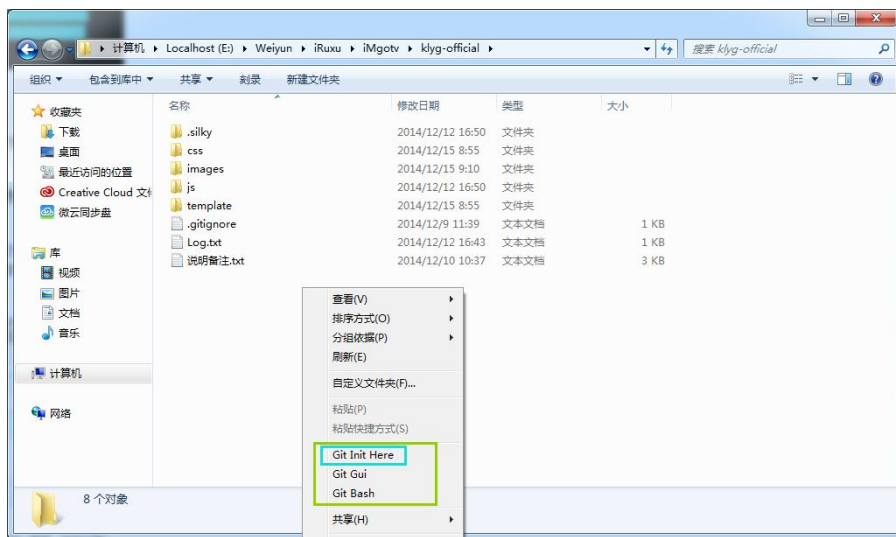 计算机 ▸ Localhost (E:) ▸ Weiyun ▸ iRuxu ▸ iMgotv ▸ klyg-official ▸
搜索 klyg-official
组织 包含到库中 共享 刻录 新建文件夹
收藏夹
下载
桌面
最近访问的位置
Creative Cloud 文
微云同步盘
库
视频
图片
文档
音乐
计算机
网络
名称 修改日期 类型 大小
.silky 2014/12/12 16:50 文件夹
css 2014/12/15 8:55 文件夹
images 2014/12/15 9:10 文件夹
js 2014/12/12 16:50 文件夹
template 2014/12/15 8:55 文件夹
.gitignore 2014/12/9 11:39 文本文档 1 KB
Log.txt 2014/12/12 16:43 文本文档 1 KB
说明备注.txt 2014/12/10 10:37 文本文档 3 KB
查看(V)
排序方式(O)
分组依据(P)
刷新(E)
自定义文件夹(F)...
粘贴(P)
粘贴快捷方式(S)
Git Init Here
Git Gui
Git Bash
共享(H)
8 个对象